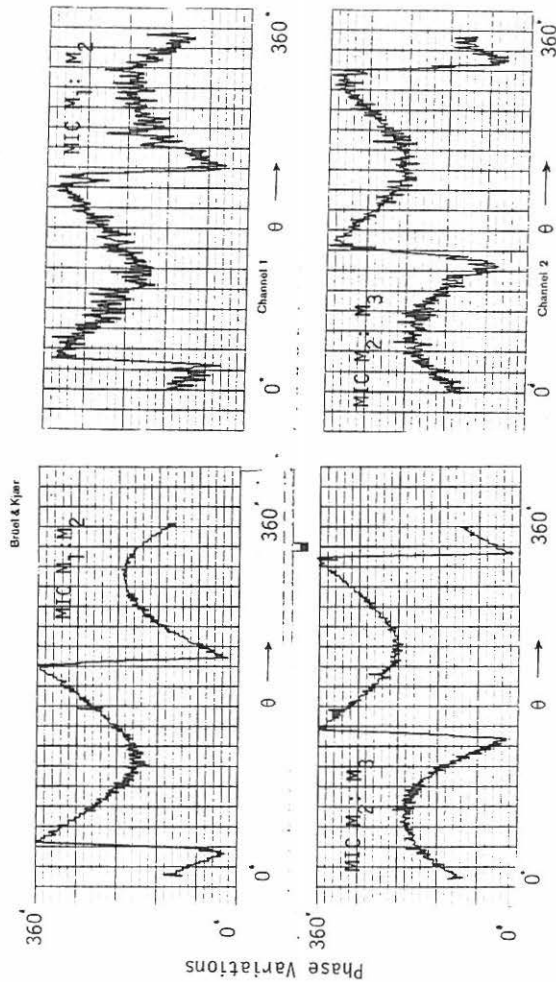 Brüel & Kjær
360°
MIC M1 M2
MIC M1: M2
0°
0°
θ
360°
0°
θ
360°
Channel 1
Phase Variations
360°
MIC M2: M3
MIC M2: M3
0°
0°
θ
360°
0°
θ
360°
Channel 2